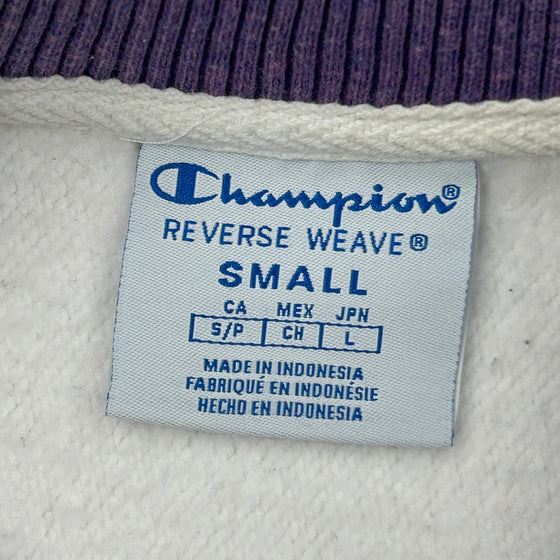 Champion®
REVERSE WEAVE®
SMALL
CA MEX JPN
S/P CH L
MADE IN INDONESIA
FABRIQUÉ EN INDONÉSIE
HECHO EN INDONESIA